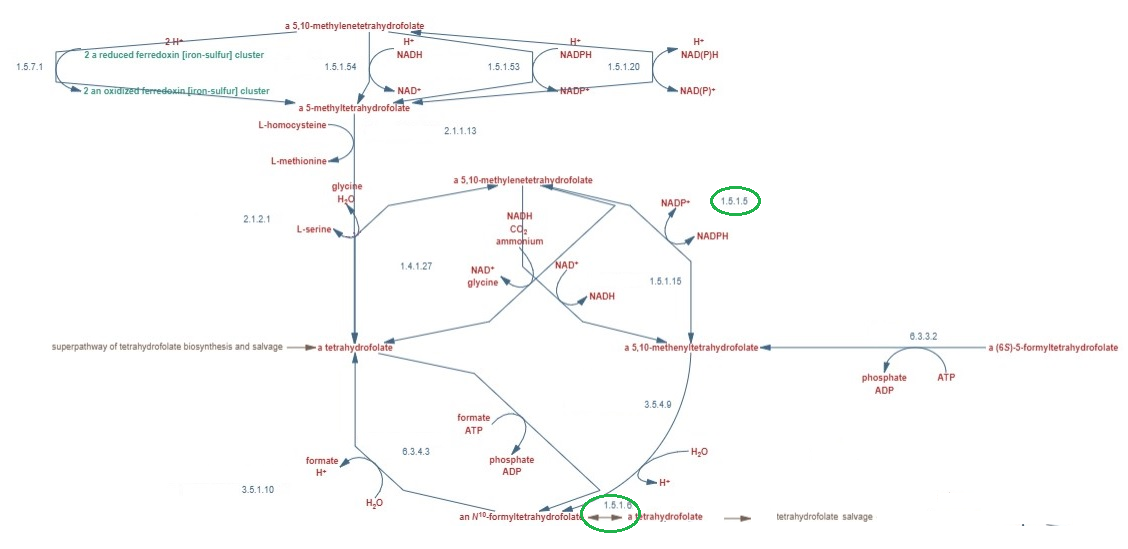 a 5,10-methylenetetrahydrofolate
2 H⁺
H⁺
H⁺
H⁺
2 a reduced ferredoxin [iron-sulfur] cluster
NADH
NADPH
NAD(P)H
1.5.7.1
1.5.1.54
1.5.1.53
1.5.1.20
2 an oxidized ferredoxin [iron-sulfur] cluster
NAD⁺
NADP⁺
NAD(P)⁺
a 5-methyltetrahydrofolate
L-homocysteine
2.1.1.13
L-methionine
a 5,10-methylenetetrahydrofolate
glycine
H₂O
NADP⁺
1.5.1.5
2.1.2.1
L-serine
NADH
CO₂
ammonium
NADPH
1.4.1.27
NAD⁺
glycine
NAD⁺
1.5.1.15
NADH
superpathway of tetrahydrofolate biosynthesis and salvage
a tetrahydrofolate
a 5,10-methenyltetrahydrofolate
6.3.3.2
a (6S)-5-formyltetrahydrofolate
phosphate
ADP
ATP
3.5.4.9
formate
ATP
6.3.4.3
phosphate
ADP
H₂O
H⁺
formate
H⁺
3.5.1.10
H₂O
1.5.1.6
an N¹⁰-formyltetrahydrofolate
a tetrahydrofolate
tetrahydrofolate salvage